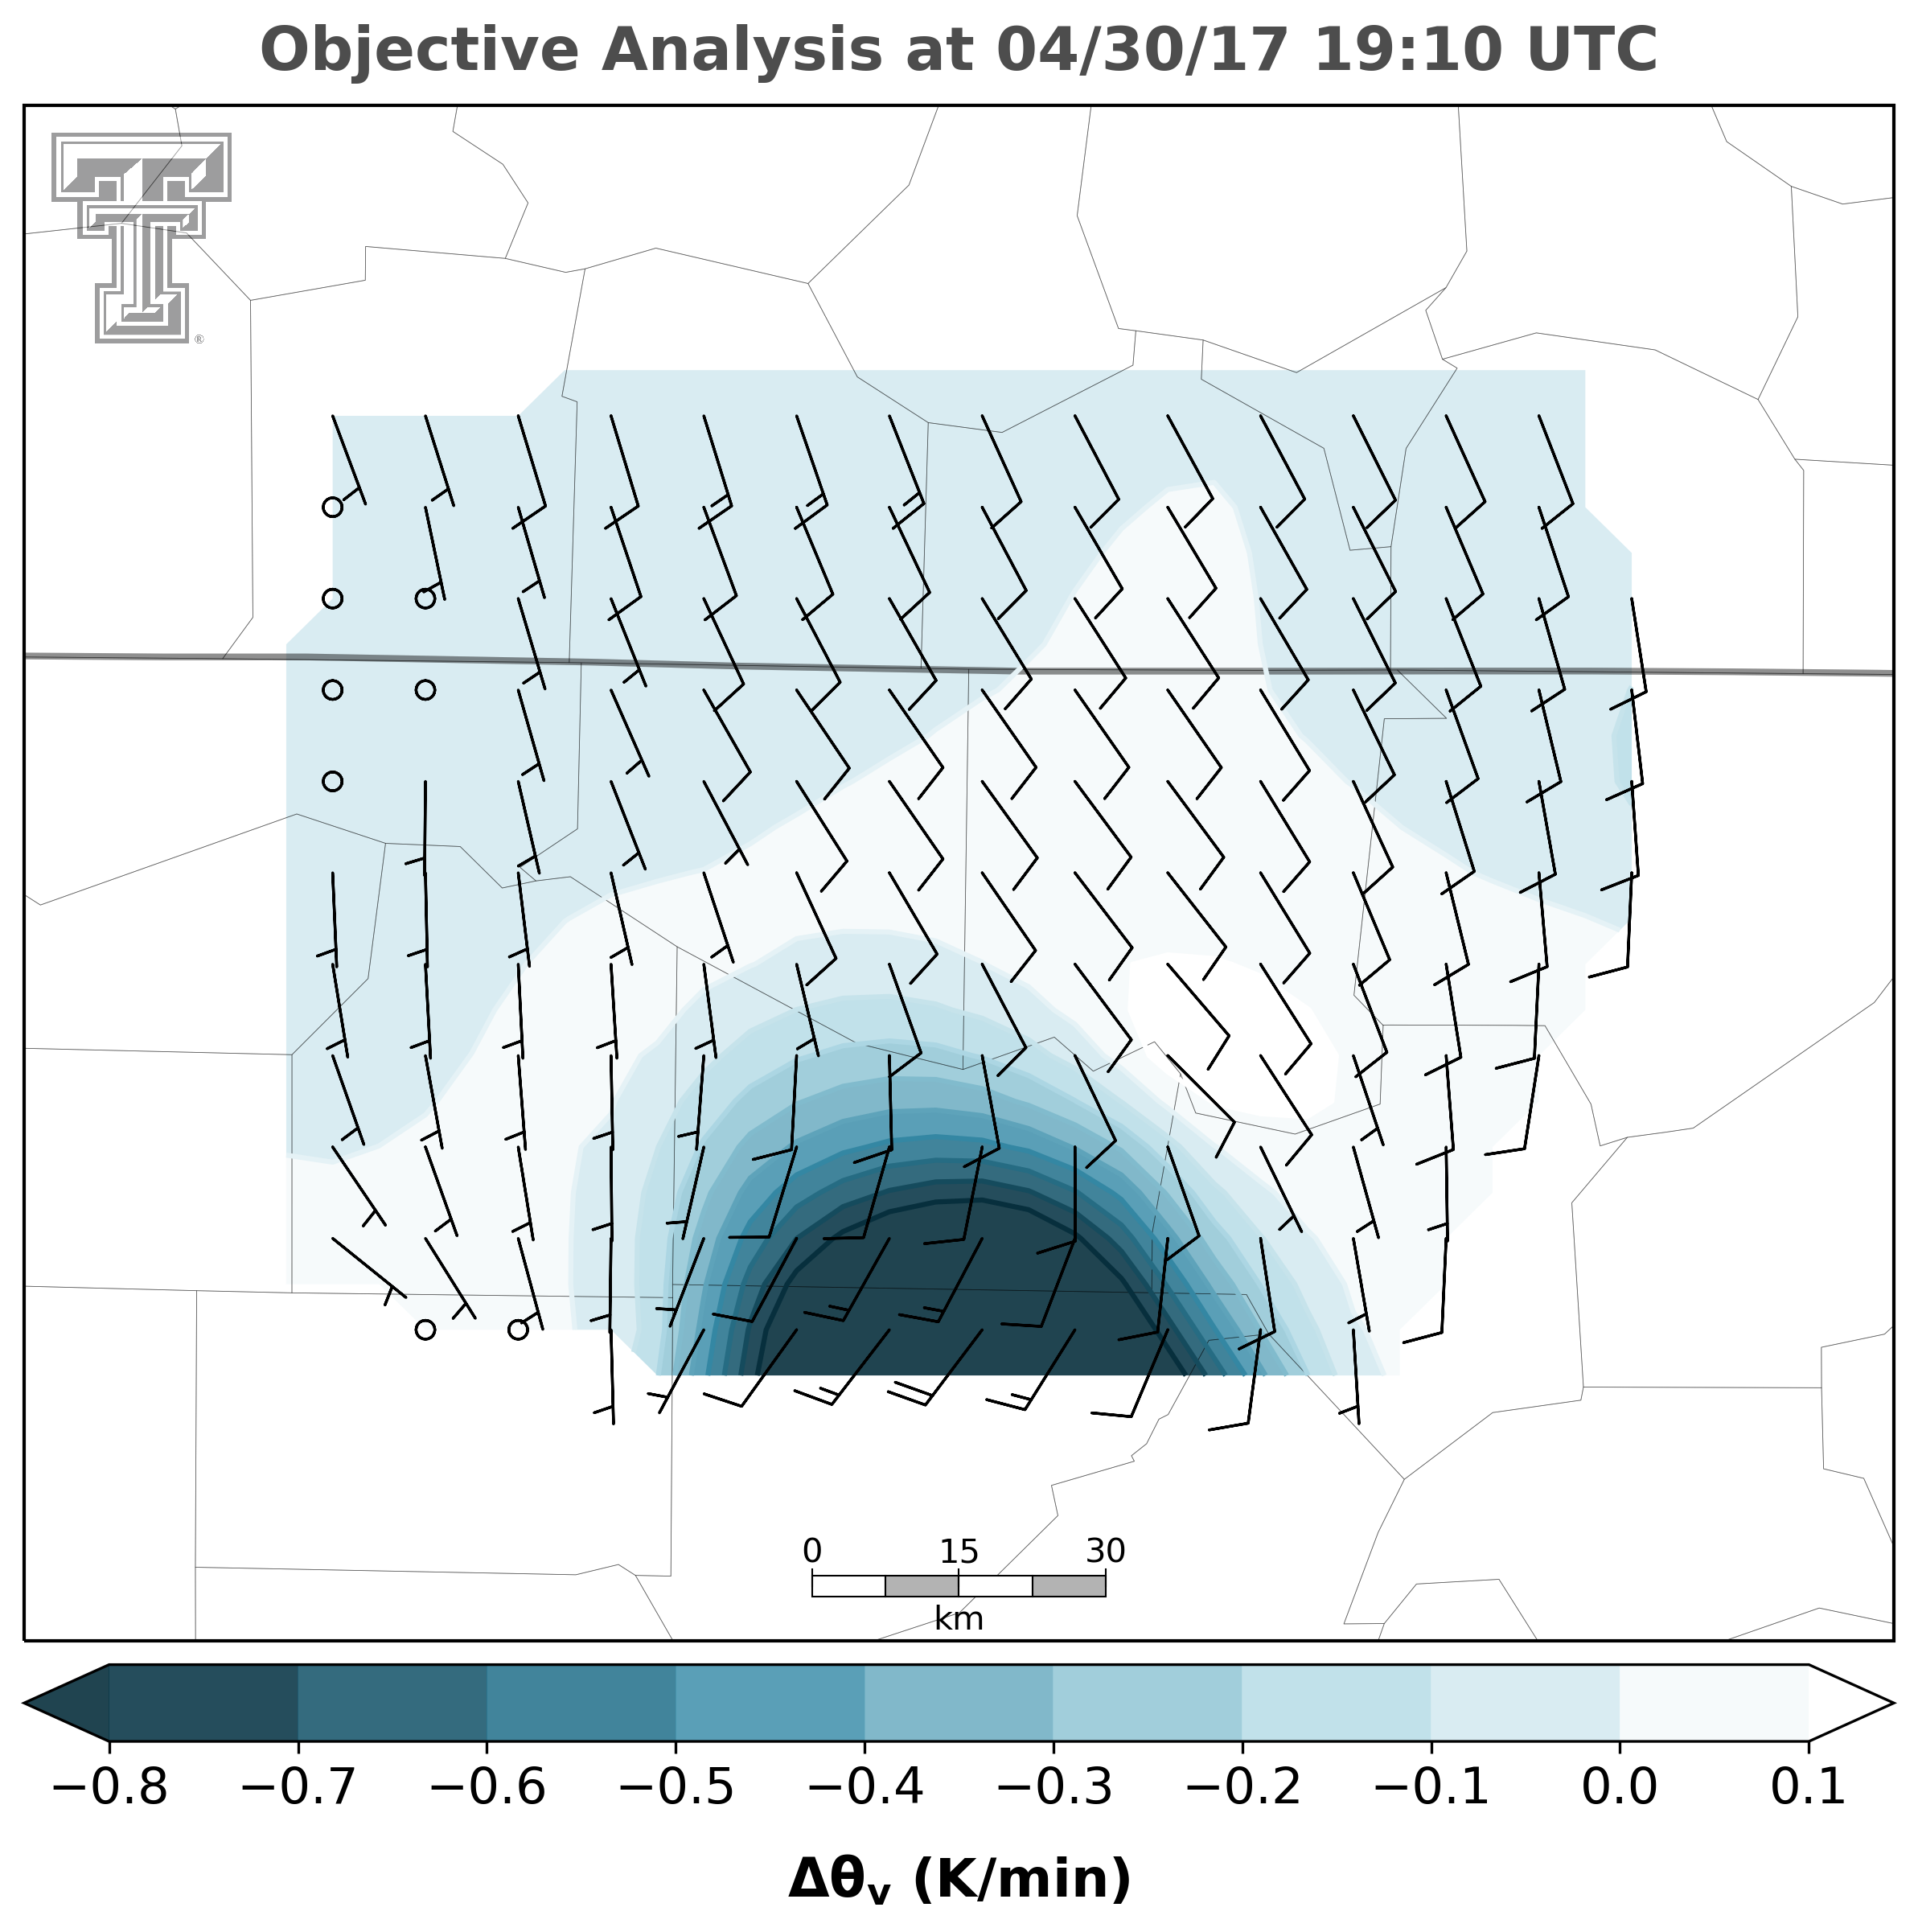 Objective Analysis at 04/30/17 19:10 UTC
®
0 15 30
km
−0.8 −0.7 −0.6 −0.5 −0.4 −0.3 −0.2 −0.1 0.0 0.1
Δθv (K/min)